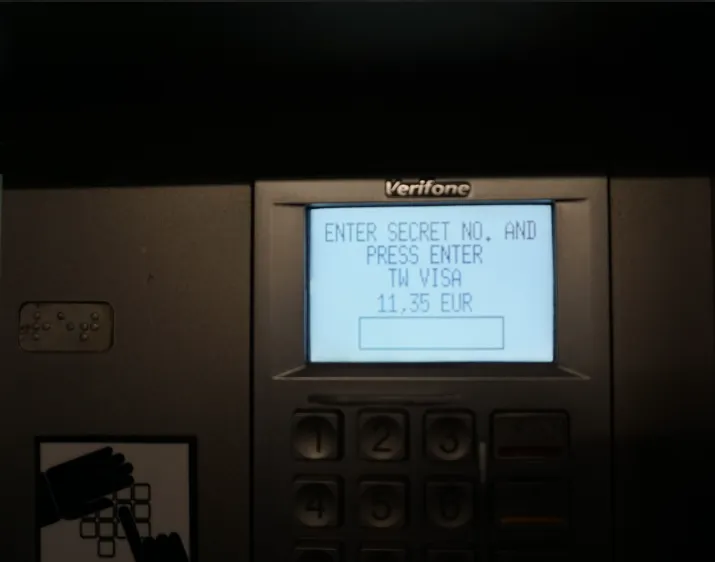 Verifone
ENTER SECRET NO. AND
PRESS ENTER
TW VISA
11,35 EUR
1 2 3
4 5 6